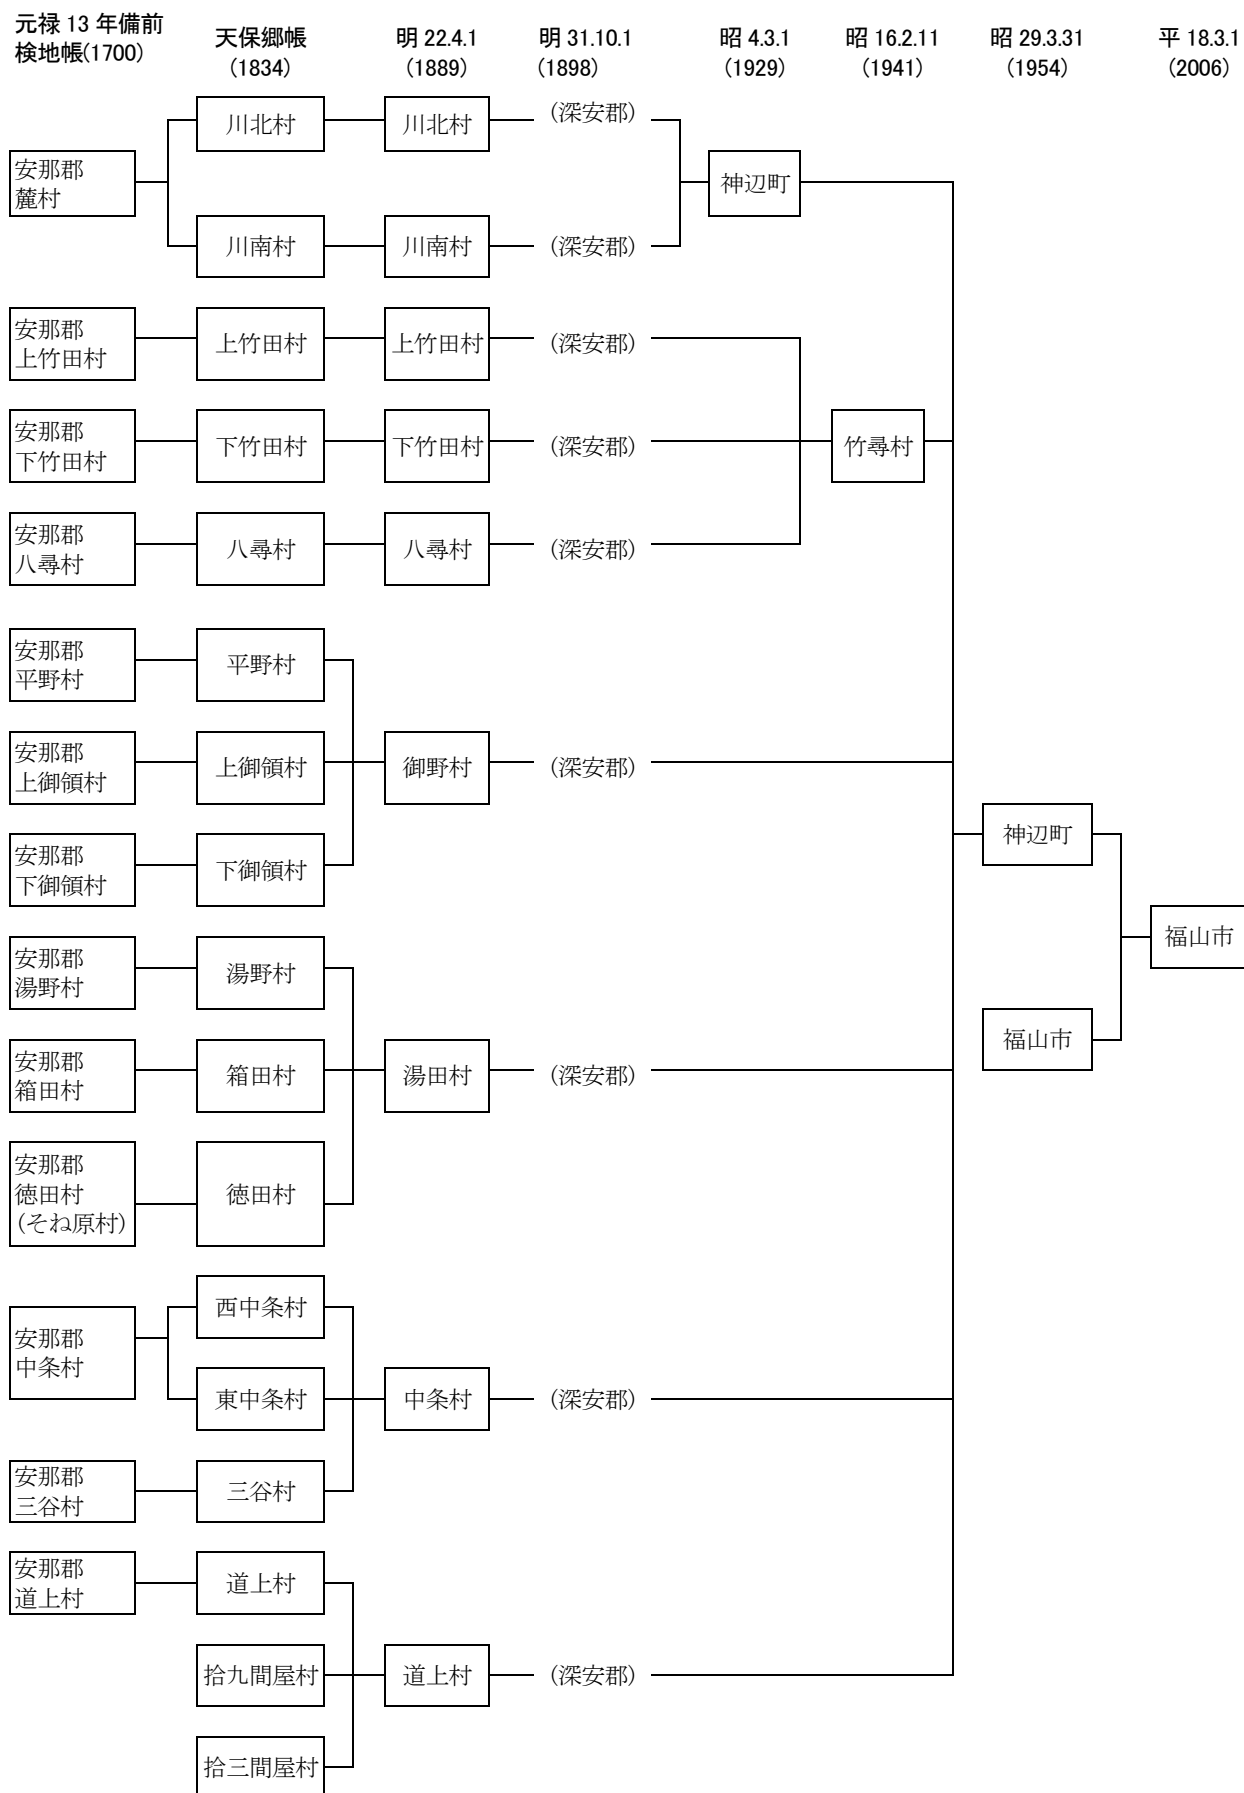 元禄 13 年備前
検地帳(1700)
天保郷帳
(1834)
明 22.4.1
(1889)
明 31.10.1
(1898)
昭 4.3.1
(1929)
昭 16.2.11
(1941)
昭 29.3.31
(1954)
平 18.3.1
(2006)
川北村
川北村
(深安郡)
安那郡
麓村
神辺町
川南村
川南村
(深安郡)
安那郡
上竹田村
上竹田村
上竹田村
(深安郡)
安那郡
下竹田村
下竹田村
下竹田村
(深安郡)
竹尋村
安那郡
八尋村
八尋村
八尋村
(深安郡)
安那郡
平野村
平野村
安那郡
上御領村
上御領村
御野村
(深安郡)
神辺町
安那郡
下御領村
下御領村
福山市
安那郡
湯野村
湯野村
福山市
安那郡
箱田村
箱田村
湯田村
(深安郡)
安那郡
徳田村
(そね原村)
徳田村
西中条村
安那郡
中条村
東中条村
中条村
(深安郡)
安那郡
三谷村
三谷村
安那郡
道上村
道上村
拾九間屋村
道上村
(深安郡)
拾三間屋村